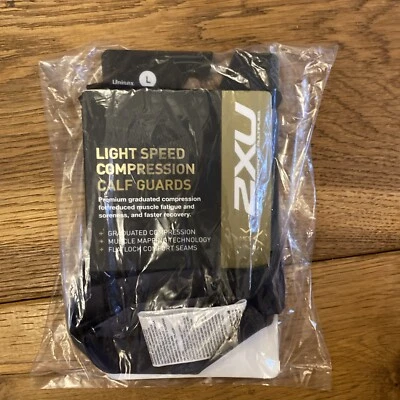 Unisex L
2XU
LIGHT SPEED
COMPRESSION
CALF GUARDS
Premium graduated compression
for reduced muscle fatigue and
soreness, and faster recovery.
+ GRADUATED COMPRESSION
+ MUSCLE MAPPING TECHNOLOGY
+ FLATLOCK COMFORT SEAMS